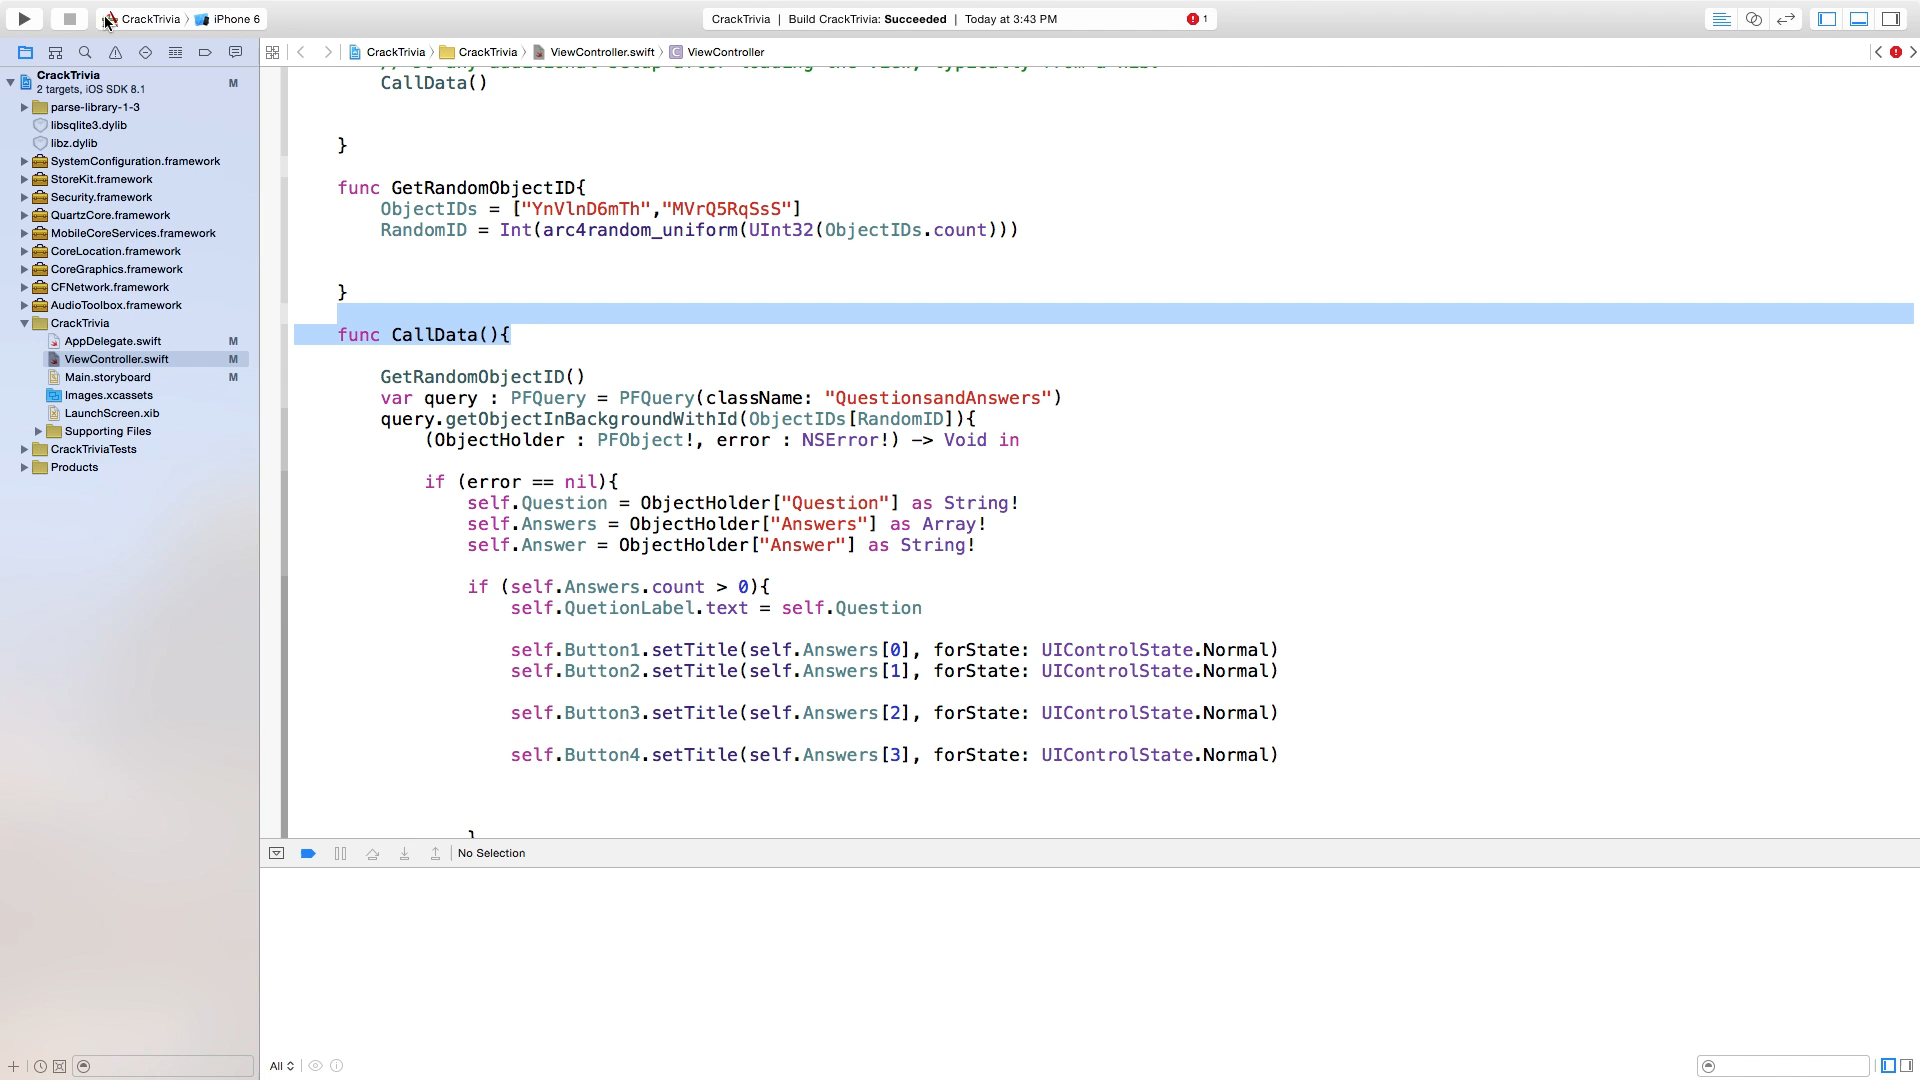 CrackTrivia › iPhone 6
CrackTrivia | Build CrackTrivia: Succeeded | Today at 3:43 PM
1
CrackTrivia
2 targets, iOS SDK 8.1
M
parse-library-1-3
libsqlite3.dylib
libz.dylib
SystemConfiguration.framework
StoreKit.framework
Security.framework
QuartzCore.framework
MobileCoreServices.framework
CoreLocation.framework
CoreGraphics.framework
CFNetwork.framework
AudioToolbox.framework
CrackTrivia
AppDelegate.swift M
ViewController.swift M
Main.storyboard M
Images.xcassets
LaunchScreen.xib
Supporting Files
CrackTriviaTests
Products
CrackTrivia › CrackTrivia › ViewController.swift › C ViewController
CallData()
}
func GetRandomObjectID{
ObjectIDs = ["YnVlnD6mTh","MVrQ5RqSsS"]
RandomID = Int(arc4random_uniform(UInt32(ObjectIDs.count)))
}
func CallData(){
GetRandomObjectID()
var query : PFQuery = PFQuery(className: "QuestionsandAnswers")
query.getObjectInBackgroundWithId(ObjectIDs[RandomID]){
(ObjectHolder : PFObject!, error : NSError!) -> Void in
if (error == nil){
self.Question = ObjectHolder["Question"] as String!
self.Answers = ObjectHolder["Answers"] as Array!
self.Answer = ObjectHolder["Answer"] as String!
if (self.Answers.count > 0){
self.QuetionLabel.text = self.Question
self.Button1.setTitle(self.Answers[0], forState: UIControlState.Normal)
self.Button2.setTitle(self.Answers[1], forState: UIControlState.Normal)
self.Button3.setTitle(self.Answers[2], forState: UIControlState.Normal)
self.Button4.setTitle(self.Answers[3], forState: UIControlState.Normal)
}
No Selection
All